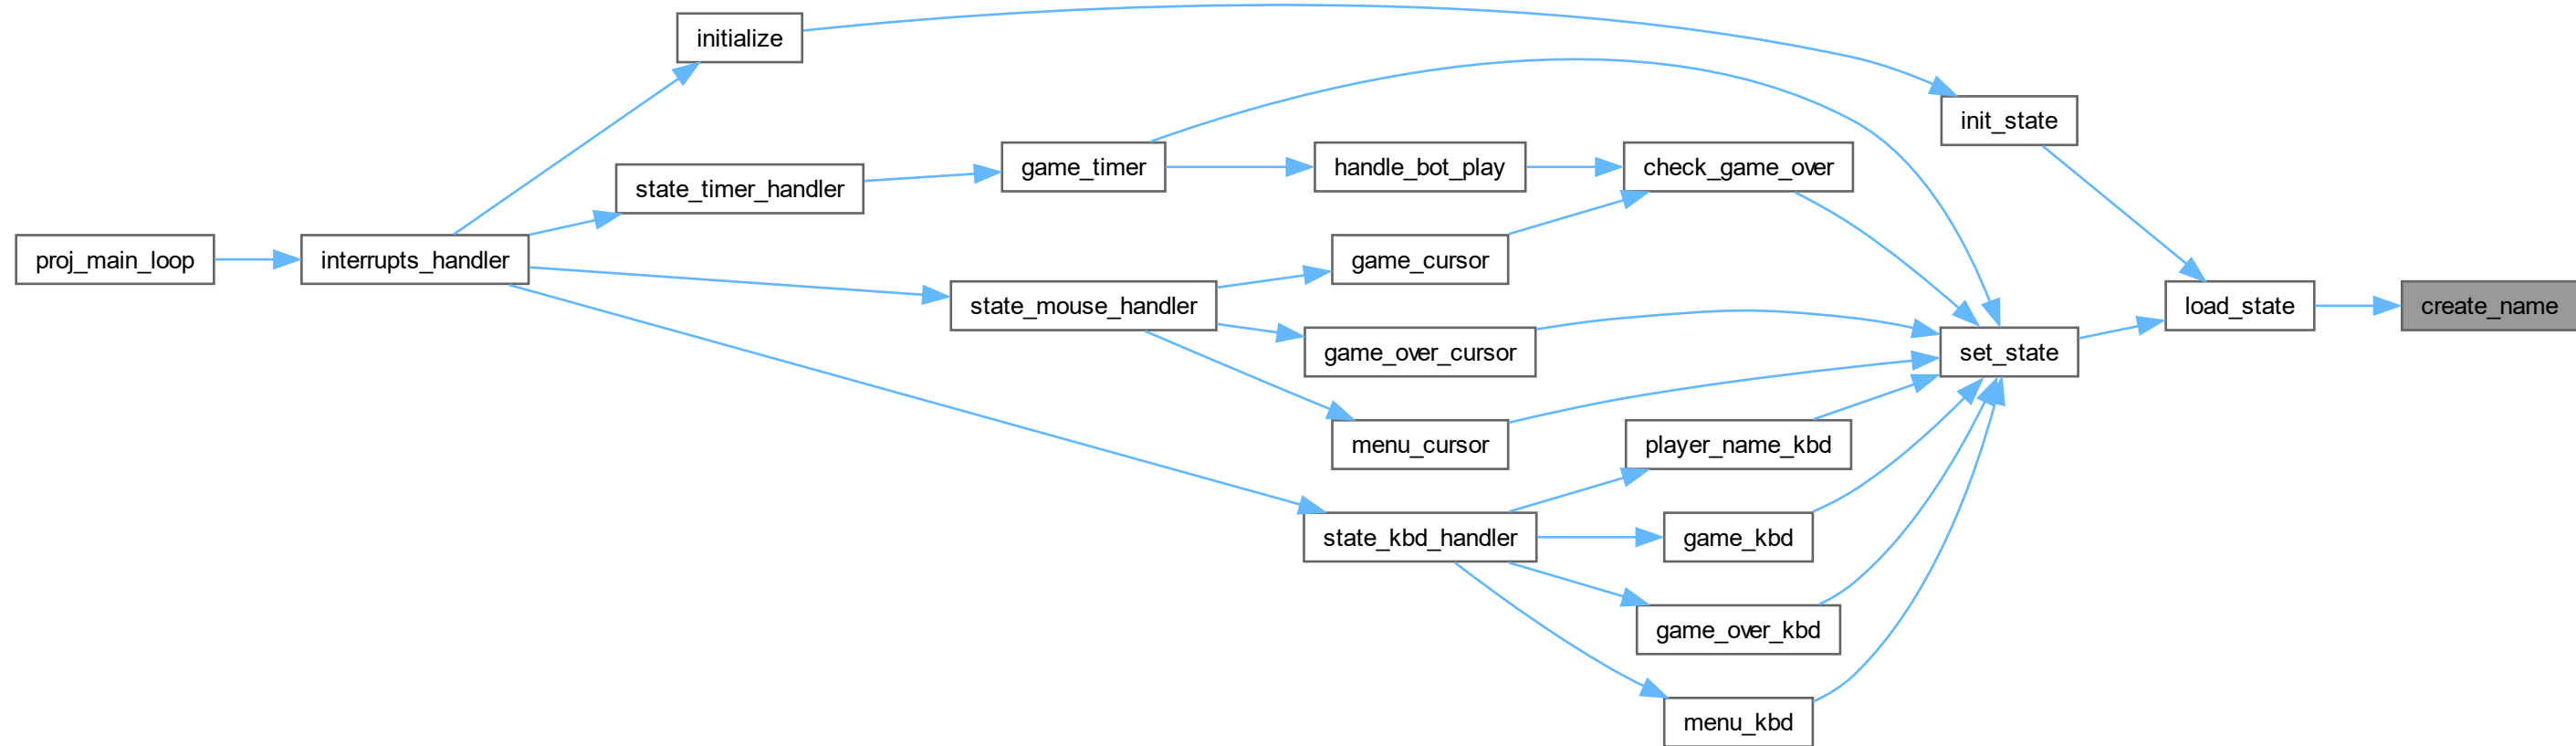 initialize
init_state
game_timer
handle_bot_play
check_game_over
state_timer_handler
proj_main_loop
interrupts_handler
game_cursor
state_mouse_handler
load_state
create_name
game_over_cursor
set_state
menu_cursor
player_name_kbd
state_kbd_handler
game_kbd
game_over_kbd
menu_kbd